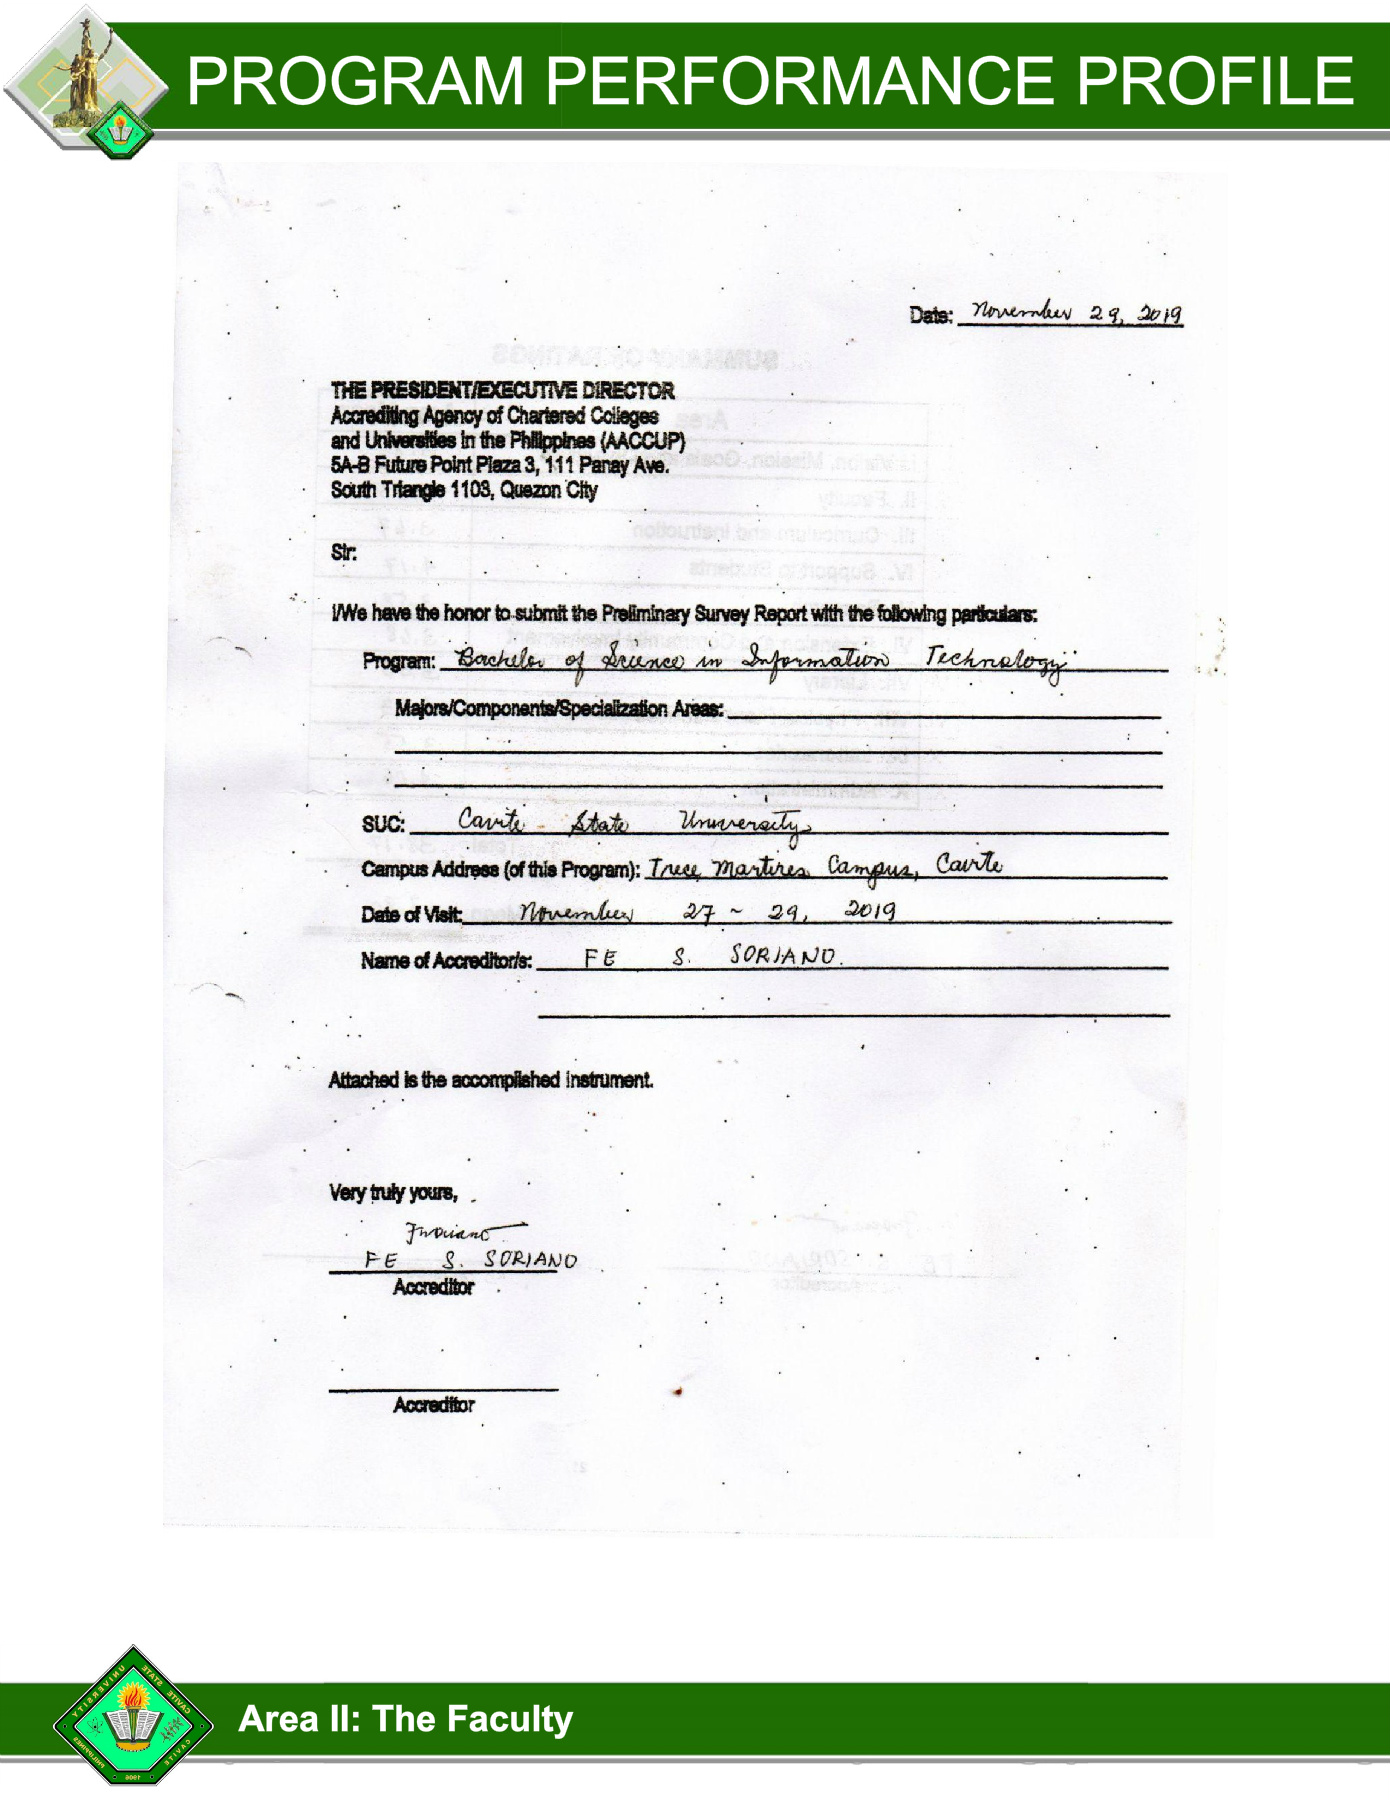 PROGRAM PERFORMANCE PROFILE
Date: November 29, 2019
THE PRESIDENT/EXECUTIVE DIRECTOR
Accrediting Agency of Chartered Colleges
and Universities in the Philippines (AACCUP)
5A-B Future Point Plaza 3, 111 Panay Ave.
South Triangle 1103, Quezon City
Sir:
I/We have the honor to submit the Preliminary Survey Report with the following particulars:
Program: Bachelor of Science in Information Technology
Majors/Components/Specialization Areas:
SUC: Cavite State University
Campus Address (of this Program): Trece Martires Campus, Cavite
Date of Visit: November 27 - 29, 2019
Name of Accreditor/s: FE S. SORIANO.
Attached is the accomplished instrument.
Very truly yours,
FE S. SORIANO
Accreditor
Accreditor
Area II: The Faculty